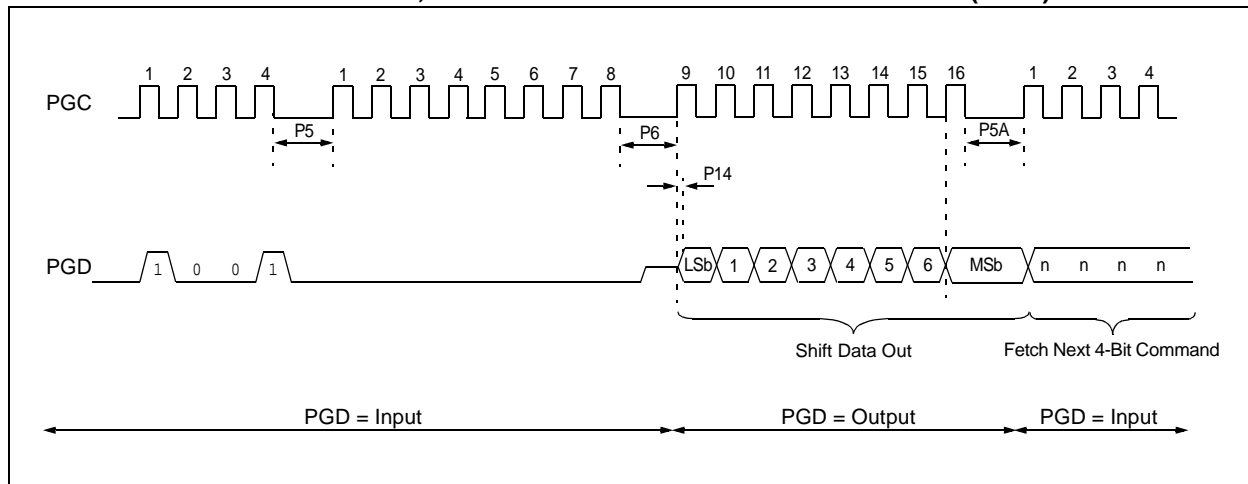 1 2 3 4 1 2 3 4 5 6 7 8 9 10 11 12 13 14 15 16 1 2 3 4
PGC
P5 P6 P5A
P14
PGD 1 0 0 1 LSb 1 2 3 4 5 6 MSb n n n n
Shift Data Out Fetch Next 4-Bit Command
PGD = Input PGD = Output PGD = Input